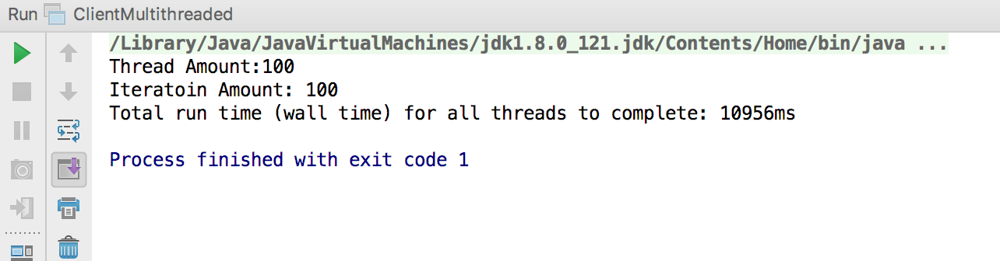 Run ClientMultithreaded
/Library/Java/JavaVirtualMachines/jdk1.8.0_121.jdk/Contents/Home/bin/java ...
Thread Amount:100
Iteratoin Amount: 100
Total run time (wall time) for all threads to complete: 10956ms
Process finished with exit code 1